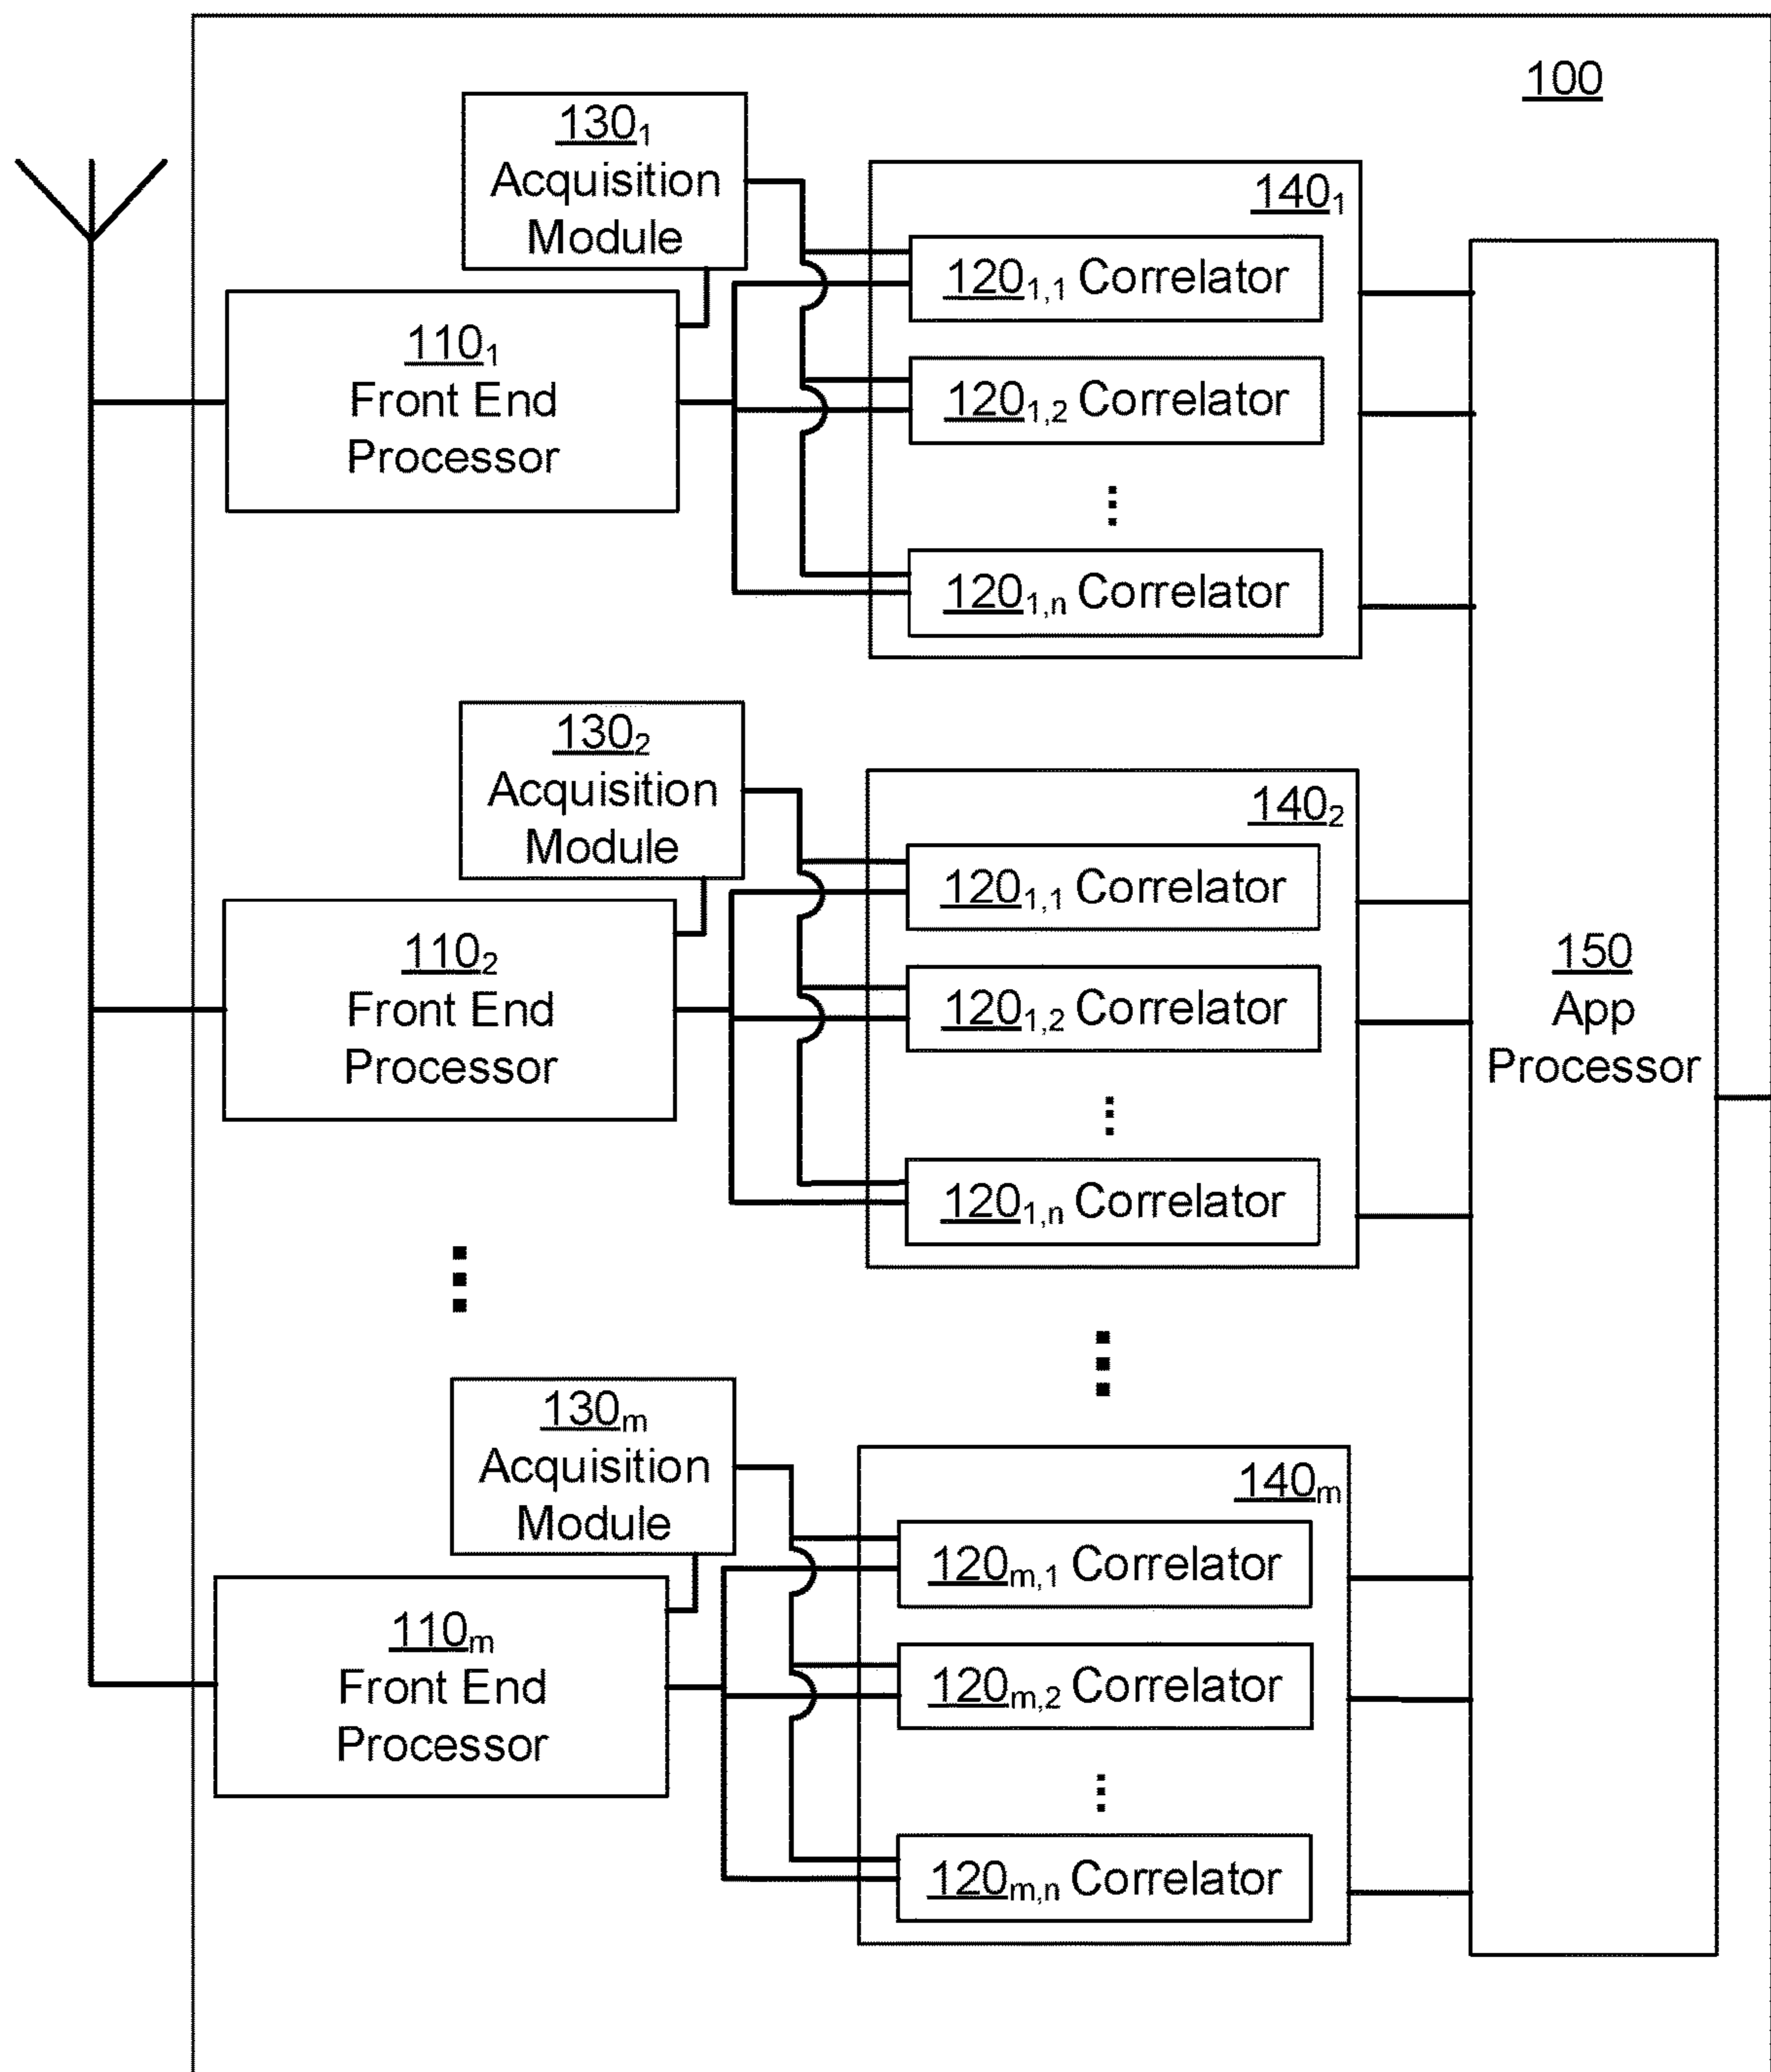 100
130₁
Acquisition
Module
140₁
120₁,₁ Correlator
110₁
Front End
Processor
120₁,₂ Correlator
⋮
120₁,ₙ Correlator
130₂
Acquisition
Module
140₂
120₁,₁ Correlator
110₂
Front End
Processor
120₁,₂ Correlator
⋮
120₁,ₙ Correlator
150
App
Processor
⋮
⋮
130ₘ
Acquisition
Module
140ₘ
120ₘ,₁ Correlator
110ₘ
Front End
Processor
120ₘ,₂ Correlator
⋮
120ₘ,ₙ Correlator